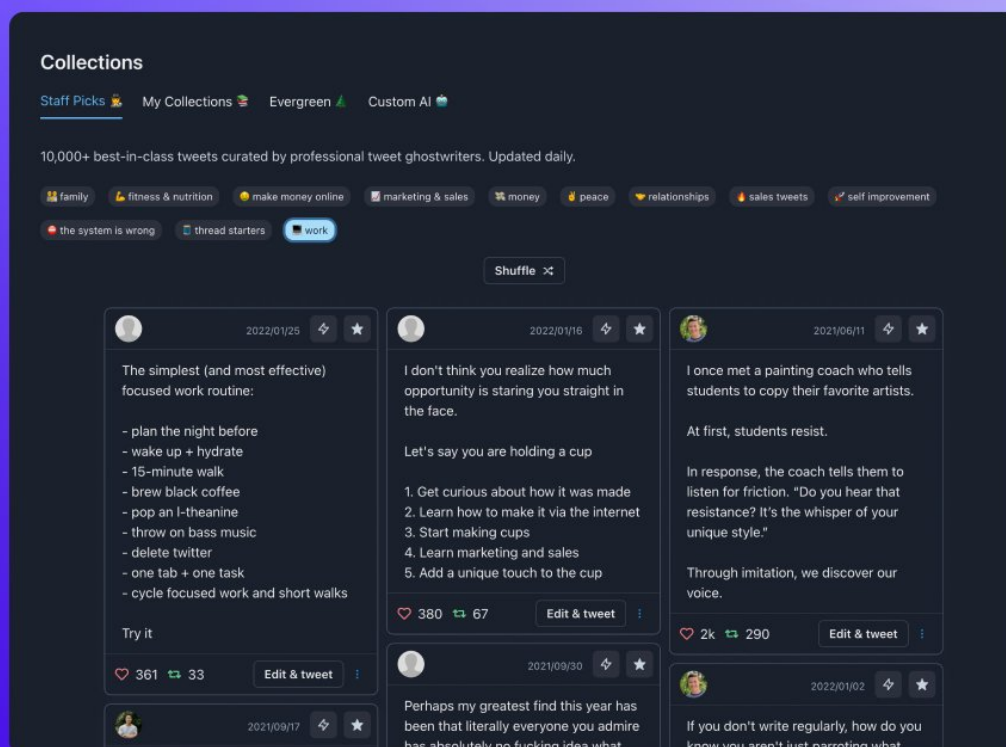 Collections
Staff Picks My Collections Evergreen Custom AI
10,000+ best-in-class tweets curated by professional tweet ghostwriters. Updated daily.
family fitness & nutrition make money online marketing & sales money peace relationships sales tweets self improvement
the system is wrong thread starters work
Shuffle
2022/01/25
The simplest (and most effective)
focused work routine:
- plan the night before
- wake up + hydrate
- 15-minute walk
- brew black coffee
- pop an l-theanine
- throw on bass music
- delete twitter
- one tab + one task
- cycle focused work and short walks
Try it
361 33 Edit & tweet
2021/09/17
2022/01/16
I don't think you realize how much
opportunity is staring you straight in
the face.
Let's say you are holding a cup
1. Get curious about how it was made
2. Learn how to make it via the internet
3. Start making cups
4. Learn marketing and sales
5. Add a unique touch to the cup
380 67 Edit & tweet
2021/09/30
Perhaps my greatest find this year has
been that literally everyone you admire
has absolutely no fucking idea what
2021/06/11
I once met a painting coach who tells
students to copy their favorite artists.
At first, students resist.
In response, the coach tells them to
listen for friction. “Do you hear that
resistance? It’s the whisper of your
unique style."
Through imitation, we discover our
voice.
2k 290 Edit & tweet
2022/01/02
If you don't write regularly, how do you
know you aren't just parroting what